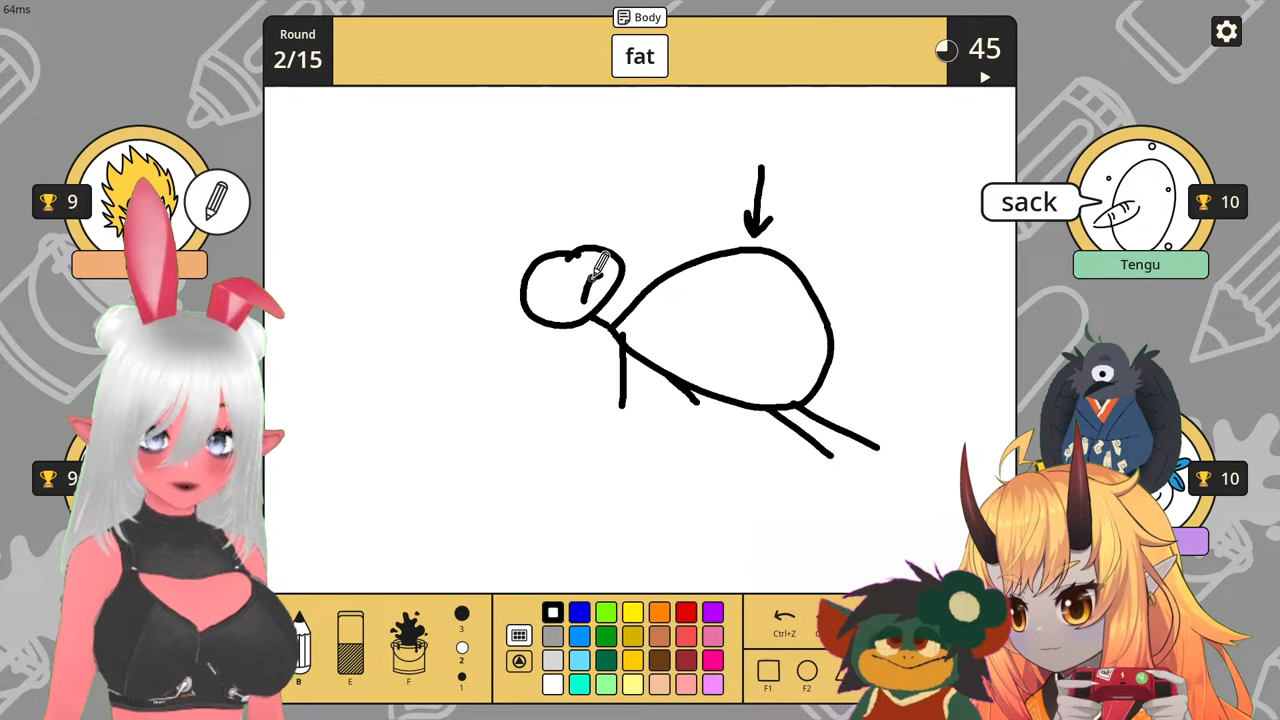 64ms
Body
Round
2/15
fat
45
9
sack
10
Tengu
9
10
3
2
1
B
E
F
Ctrl+Z
F1
F2